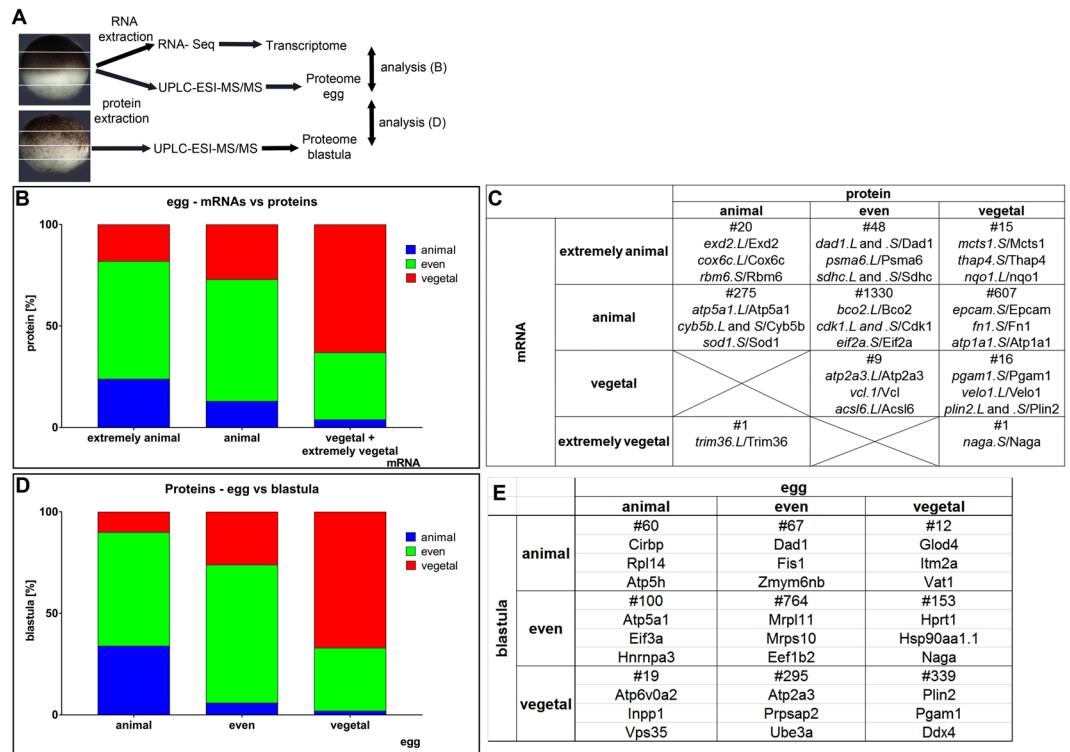 A
RNA
extraction
RNA- Seq
Transcriptome
UPLC-ESI-MS/MS
Proteome
egg
analysis (B)
protein
extraction
analysis (D)
UPLC-ESI-MS/MS
Proteome
blastula
B
egg - mRNAs vs proteins
100
50
0
protein [%]
animal
even
vegetal
extremely animal
animal
vegetal +
extremely vegetal
mRNA
C
protein
animal
even
vegetal
mRNA
extremely animal
#20
exd2.L/Exd2
cox6c.L/Cox6c
rbm6.S/Rbm6
#48
dad1.L and .S/Dad1
psma6.L/Psma6
sdhc.L and .S/Sdhc
#15
mcts1.S/Mcts1
thap4.S/Thap4
nqo1.L/nqo1
animal
#275
atp5a1.L/Atp5a1
cyb5b.L and S/Cyb5b
sod1.S/Sod1
#1330
bco2.L/Bco2
cdk1.L and .S/Cdk1
eif2a.S/Eif2a
#607
epcam.S/Epcam
fn1.S/Fn1
atp1a1.S/Atp1a1
vegetal
#9
atp2a3.L/Atp2a3
vcl.1/Vcl
acsl6.L/Acsl6
#16
pgam1.S/Pgam1
velo1.L/Velo1
plin2.L and .S/Plin2
extremely vegetal
#1
trim36.L/Trim36
#1
naga.S/Naga
D
Proteins - egg vs blastula
100
50
0
blastula [%]
animal
even
vegetal
animal
even
vegetal
egg
E
egg
animal
even
vegetal
blastula
animal
#60
Cirbp
Rpl14
Atp5h
#67
Dad1
Fis1
Zmym6nb
#12
Glod4
Itm2a
Vat1
even
#100
Atp5a1
Eif3a
Hnrnpa3
#764
Mrpl11
Mrps10
Eef1b2
#153
Hprt1
Hsp90aa1.1
Naga
vegetal
#19
Atp6v0a2
Inpp1
Vps35
#295
Atp2a3
Prpsap2
Ube3a
#339
Plin2
Pgam1
Ddx4